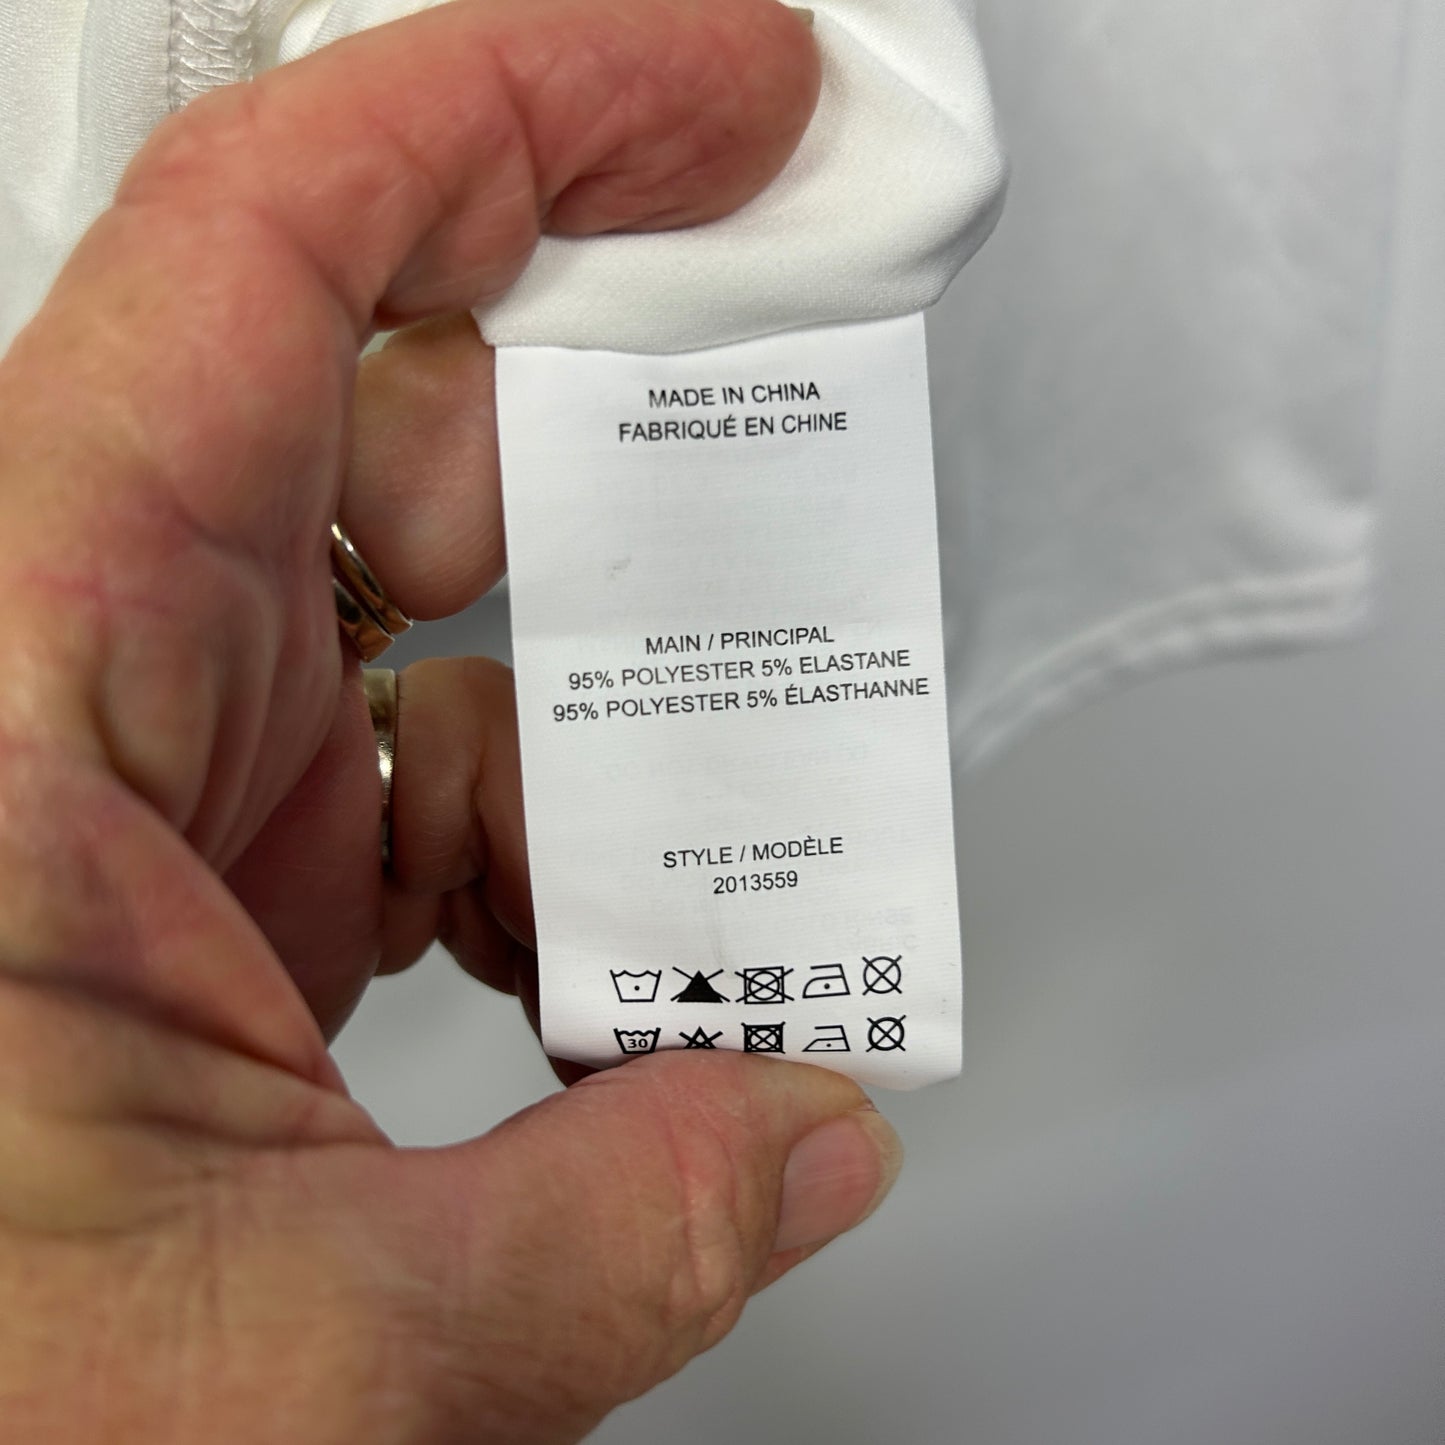 MADE IN CHINA
FABRIQUÉ EN CHINE
MAIN / PRINCIPAL
95% POLYESTER 5% ELASTANE
95% POLYESTER 5% ÉLASTHANNE
STYLE / MODÈLE
2013559
30